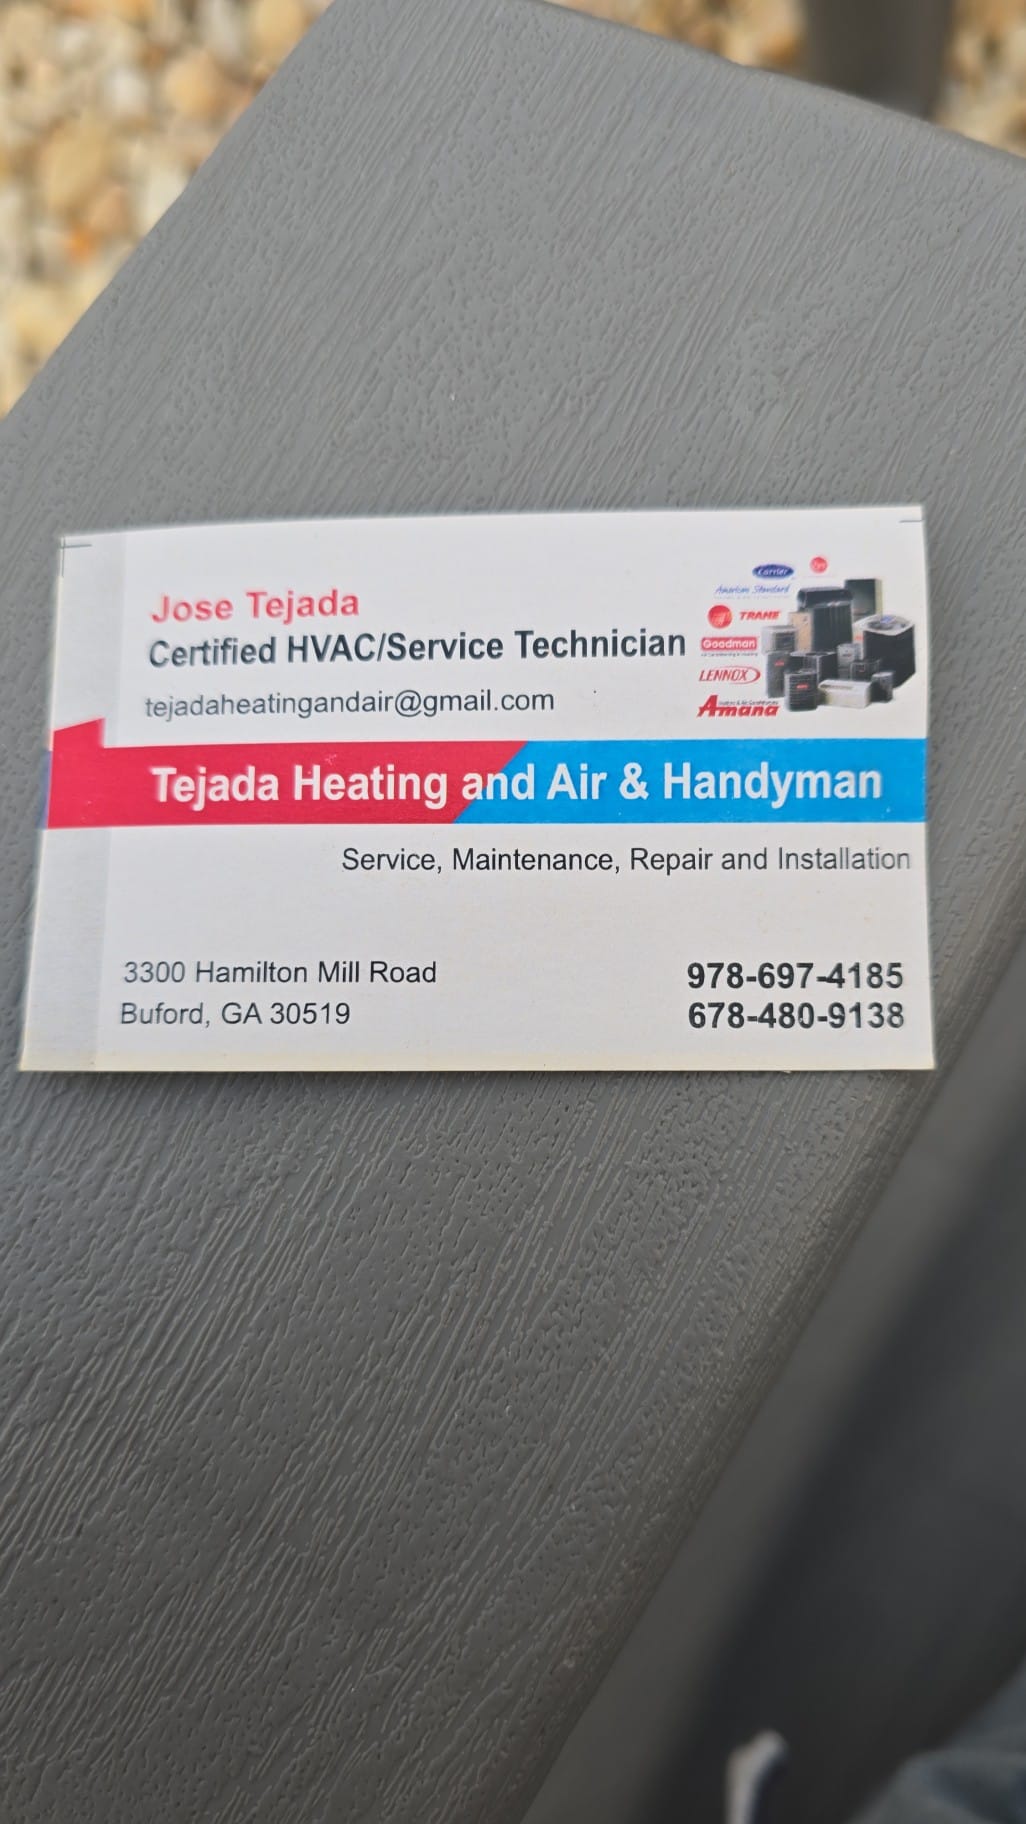 Jose Tejada
Certified HVAC/Service Technician
tejadaheatingandair@gmail.com
Carrier
American Standard
TRANE
Goodman
LENNOX
Amana
Tejada Heating and Air & Handyman
Service, Maintenance, Repair and Installation
3300 Hamilton Mill Road
Buford, GA 30519
978-697-4185
678-480-9138